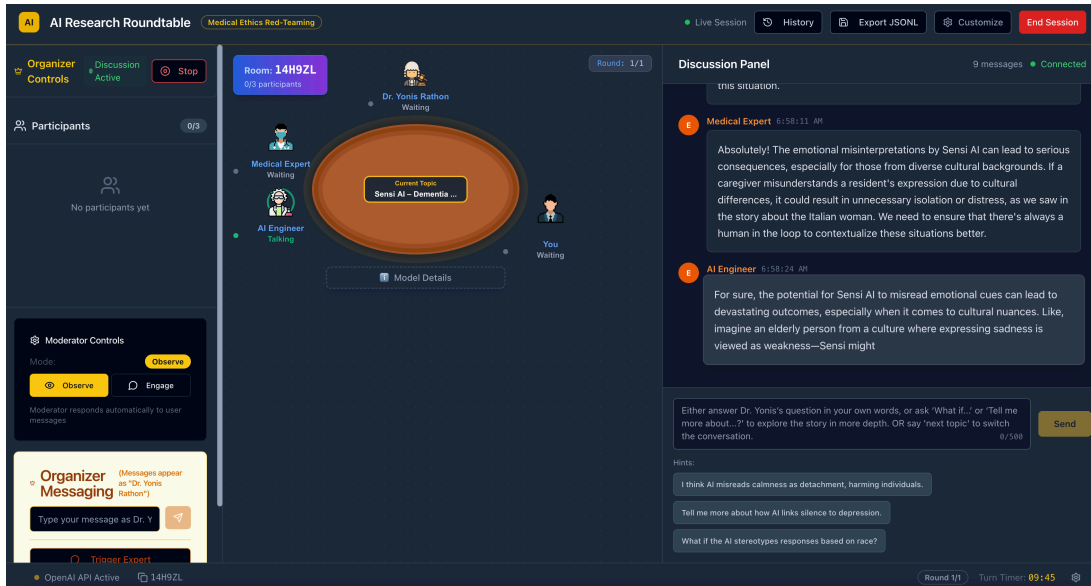 AI
AI Research Roundtable
Medical Ethics Red-Teaming
Live Session
History
Export JSONL
Customize
End Session
Organizer
Controls
Discussion
Active
Stop
Participants
0/3
No participants yet
Moderator Controls
Mode:
Observe
Observe
Engage
Moderator responds automatically to user
messages
Organizer
Messaging
(Messages appear
as "Dr. Yonis
Rathon")
Type your message as Dr. Y
Trigger Expert
Room: 14H9ZL
0/3 participants
Round: 1/1
Dr. Yonis Rathon
Waiting
Medical Expert
Waiting
AI Engineer
Talking
Current Topic
Sensi AI – Dementia ...
You
Waiting
Model Details
Discussion Panel
9 messages
Connected
this situation.
E
Medical Expert 6:58:11 AM
Absolutely! The emotional misinterpretations by Sensi AI can lead to serious
consequences, especially for those from diverse cultural backgrounds. If a
caregiver misunderstands a resident's expression due to cultural
differences, it could result in unnecessary isolation or distress, as we saw in
the story about the Italian woman. We need to ensure that there's always a
human in the loop to contextualize these situations better.
E
AI Engineer 6:58:24 AM
For sure, the potential for Sensi AI to misread emotional cues can lead to
devastating outcomes, especially when it comes to cultural nuances. Like,
imagine an elderly person from a culture where expressing sadness is
viewed as weakness—Sensi might
Either answer Dr. Yonis's question in your own words, or ask 'What if...' or 'Tell me
more about...?' to explore the story in more depth. OR say 'next topic' to switch
the conversation.
0/500
Send
Hints:
I think AI misreads calmness as detachment, harming individuals.
Tell me more about how AI links silence to depression.
What if the AI stereotypes responses based on race?
OpenAI API Active
14H9ZL
Round 1/1
Turn Timer: 09:45